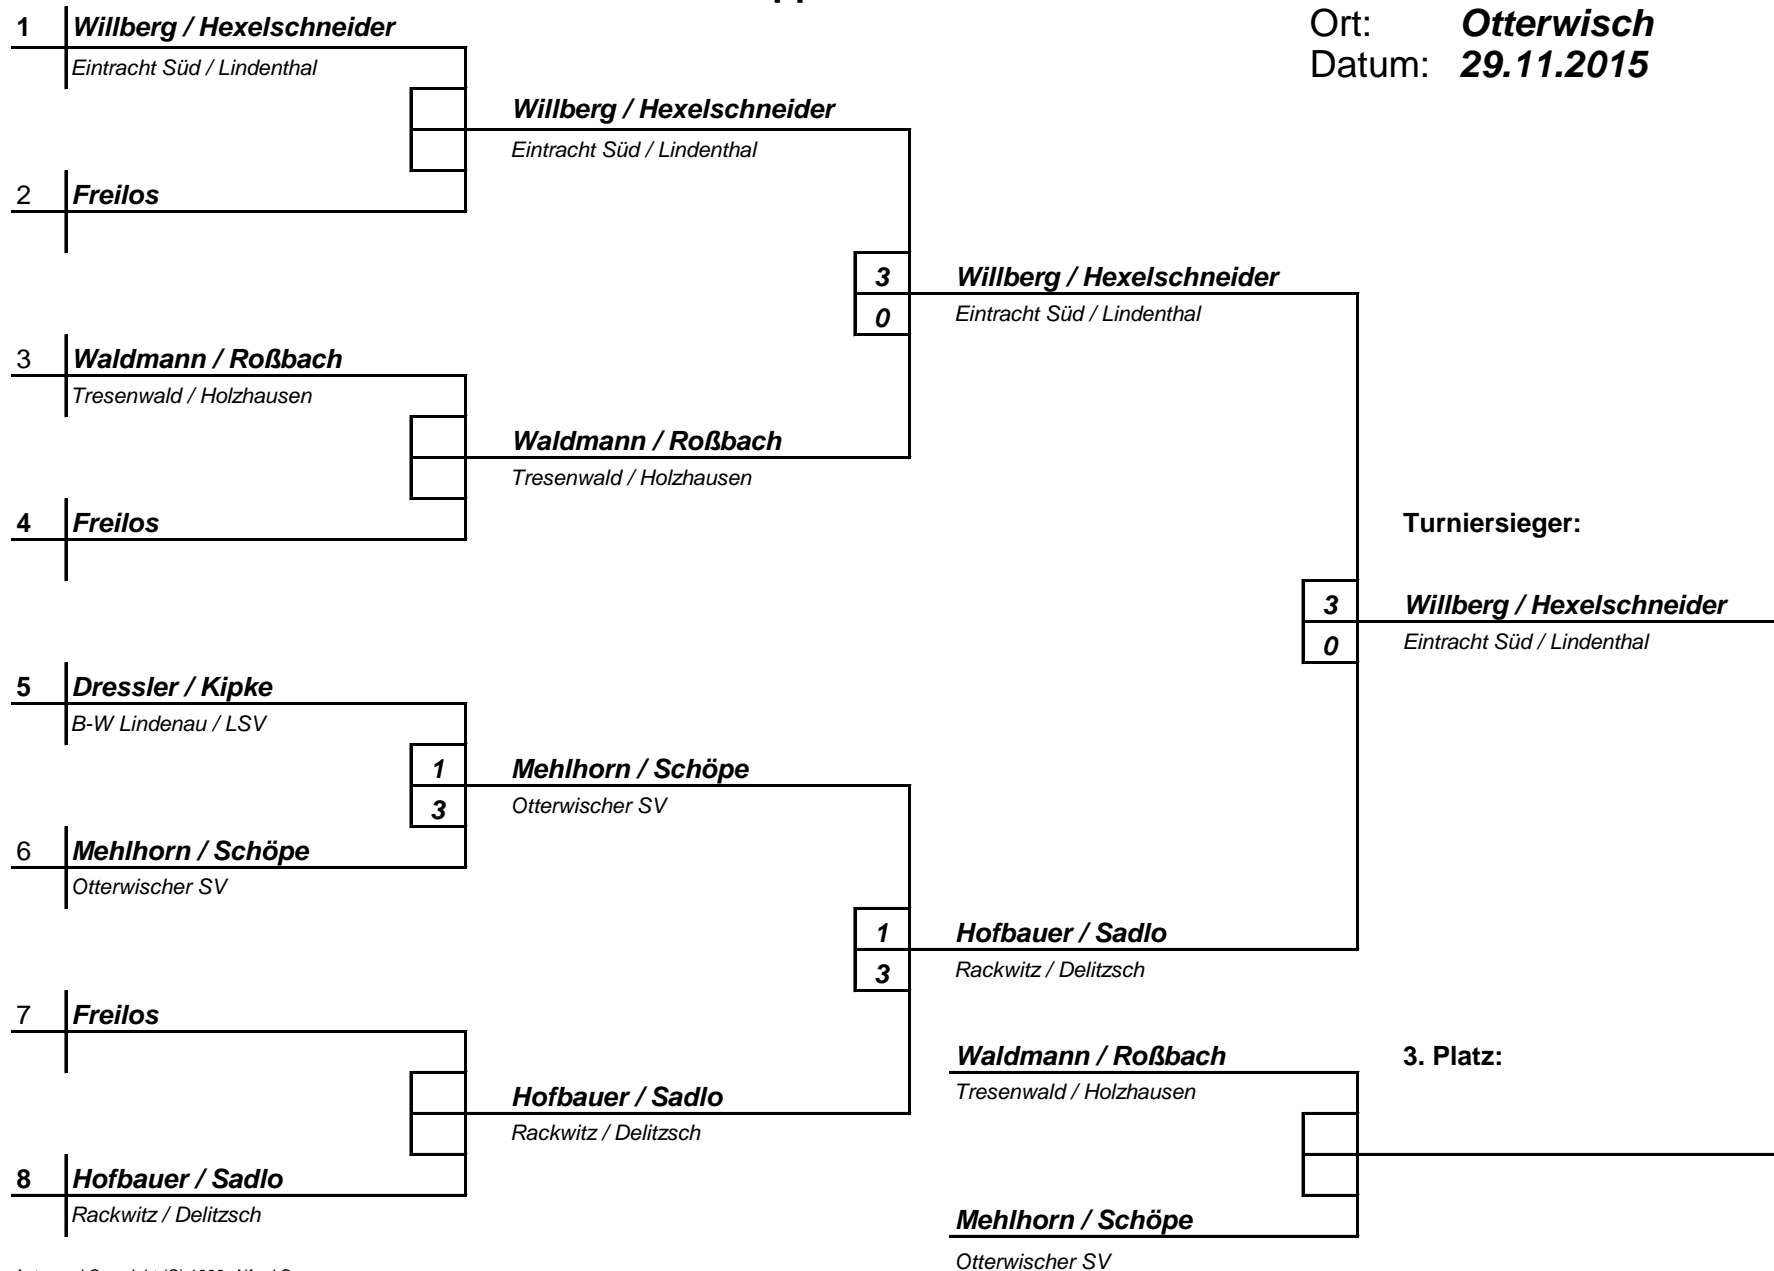 Ort: Otterwisch
Datum: 29.11.2015
1 Willberg / Hexelschneider
Eintracht Süd / Lindenthal
Willberg / Hexelschneider
Eintracht Süd / Lindenthal
2 Freilos
3 Willberg / Hexelschneider
0 Eintracht Süd / Lindenthal
3 Waldmann / Roßbach
Tresenwald / Holzhausen
Waldmann / Roßbach
Tresenwald / Holzhausen
4 Freilos
Turniersieger:
3 Willberg / Hexelschneider
0 Eintracht Süd / Lindenthal
5 Dressler / Kipke
B-W Lindenau / LSV
1 Mehlhorn / Schöpe
3 Otterwischer SV
6 Mehlhorn / Schöpe
Otterwischer SV
1 Hofbauer / Sadlo
3 Rackwitz / Delitzsch
7 Freilos
Waldmann / Roßbach
Tresenwald / Holzhausen
3. Platz:
Hofbauer / Sadlo
Rackwitz / Delitzsch
8 Hofbauer / Sadlo
Rackwitz / Delitzsch
Mehlhorn / Schöpe
Otterwischer SV